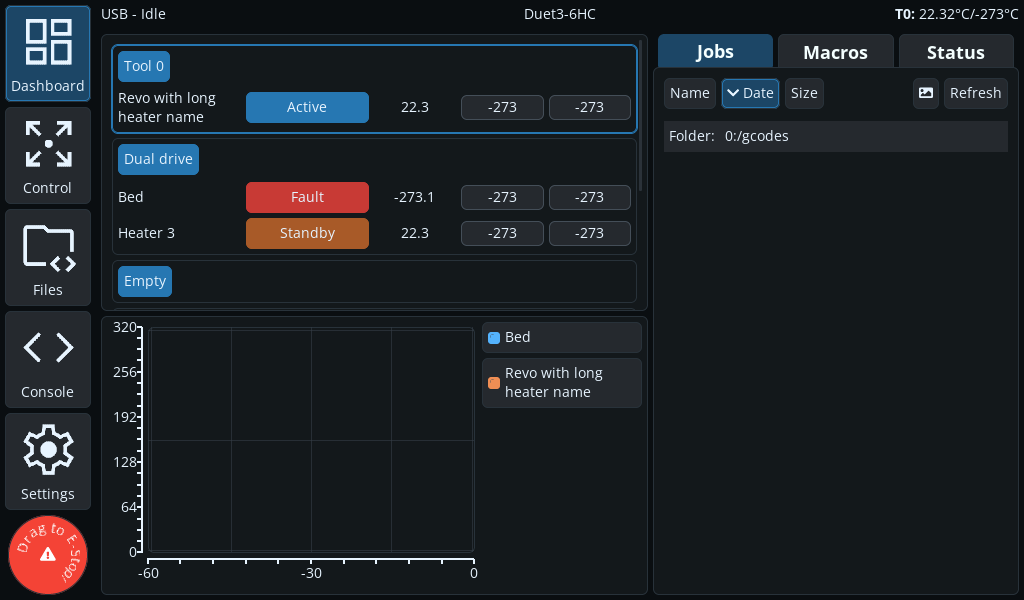 USB - Idle
Duet3-6HC
T0: 22.32°C/-273°C
Dashboard
Control
Files
Console
Settings
Drag to E-Stop!
Tool 0
Revo with long
heater name
Active
22.3
-273
-273
Dual drive
Bed
Fault
-273.1
-273
-273
Heater 3
Standby
22.3
-273
-273
Empty
320
256
192
128
64
0
-60
-30
0
Bed
Revo with long
heater name
Jobs
Macros
Status
Name
Date
Size
Refresh
Folder: 0:/gcodes